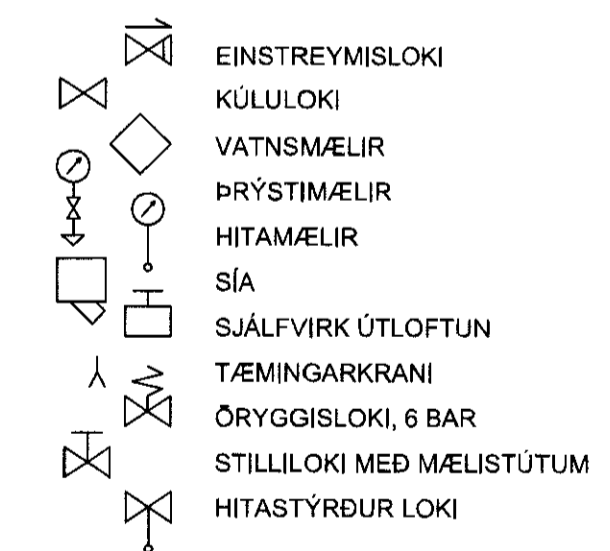 EINSTREYMISLOKI
KÚLULOKI
VATNSMÆLIR
ÞRÝSTIMÆLIR
HITAMÆLIR
SÍA
SJÁLFVIRK ÚTLOFTUN
TÆMINGARKRANI
ÖRYGGISLOKI, 6 BAR
STILLILOKI MEÐ MÆLISTÚTUM
HITASTÝRÐUR LOKI